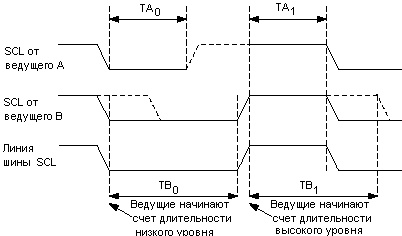 TA0
TA1
SCL от
ведущего A
SCL от
ведущего B
Линия
шины SCL
TB0
TB1
Ведущие начинают
счет длительности
низкого уровня
Ведущие начинают
счет длительности
высокого уровня